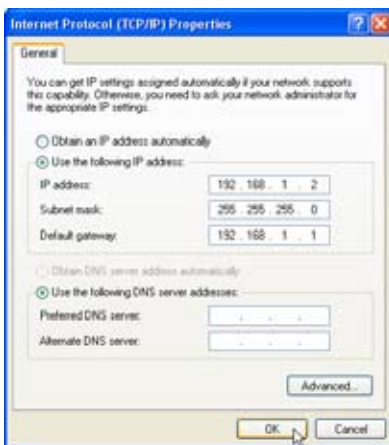 Internet Protocol (TCP/IP) Properties
General
You can get IP settings assigned automatically if your network supports
this capability. Otherwise, you need to ask your network administrator for
the appropriate IP settings.
Obtain an IP address automatically
Use the following IP address:
IP address: 192 . 168 . 1 . 2
Subnet mask: 255 . 255 . 255 . 0
Default gateway: 192 . 168 . 1 . 1
Obtain DNS server address automatically
Use the following DNS server addresses:
Preferred DNS server: . . .
Alternate DNS server: . . .
Advanced...
OK Cancel